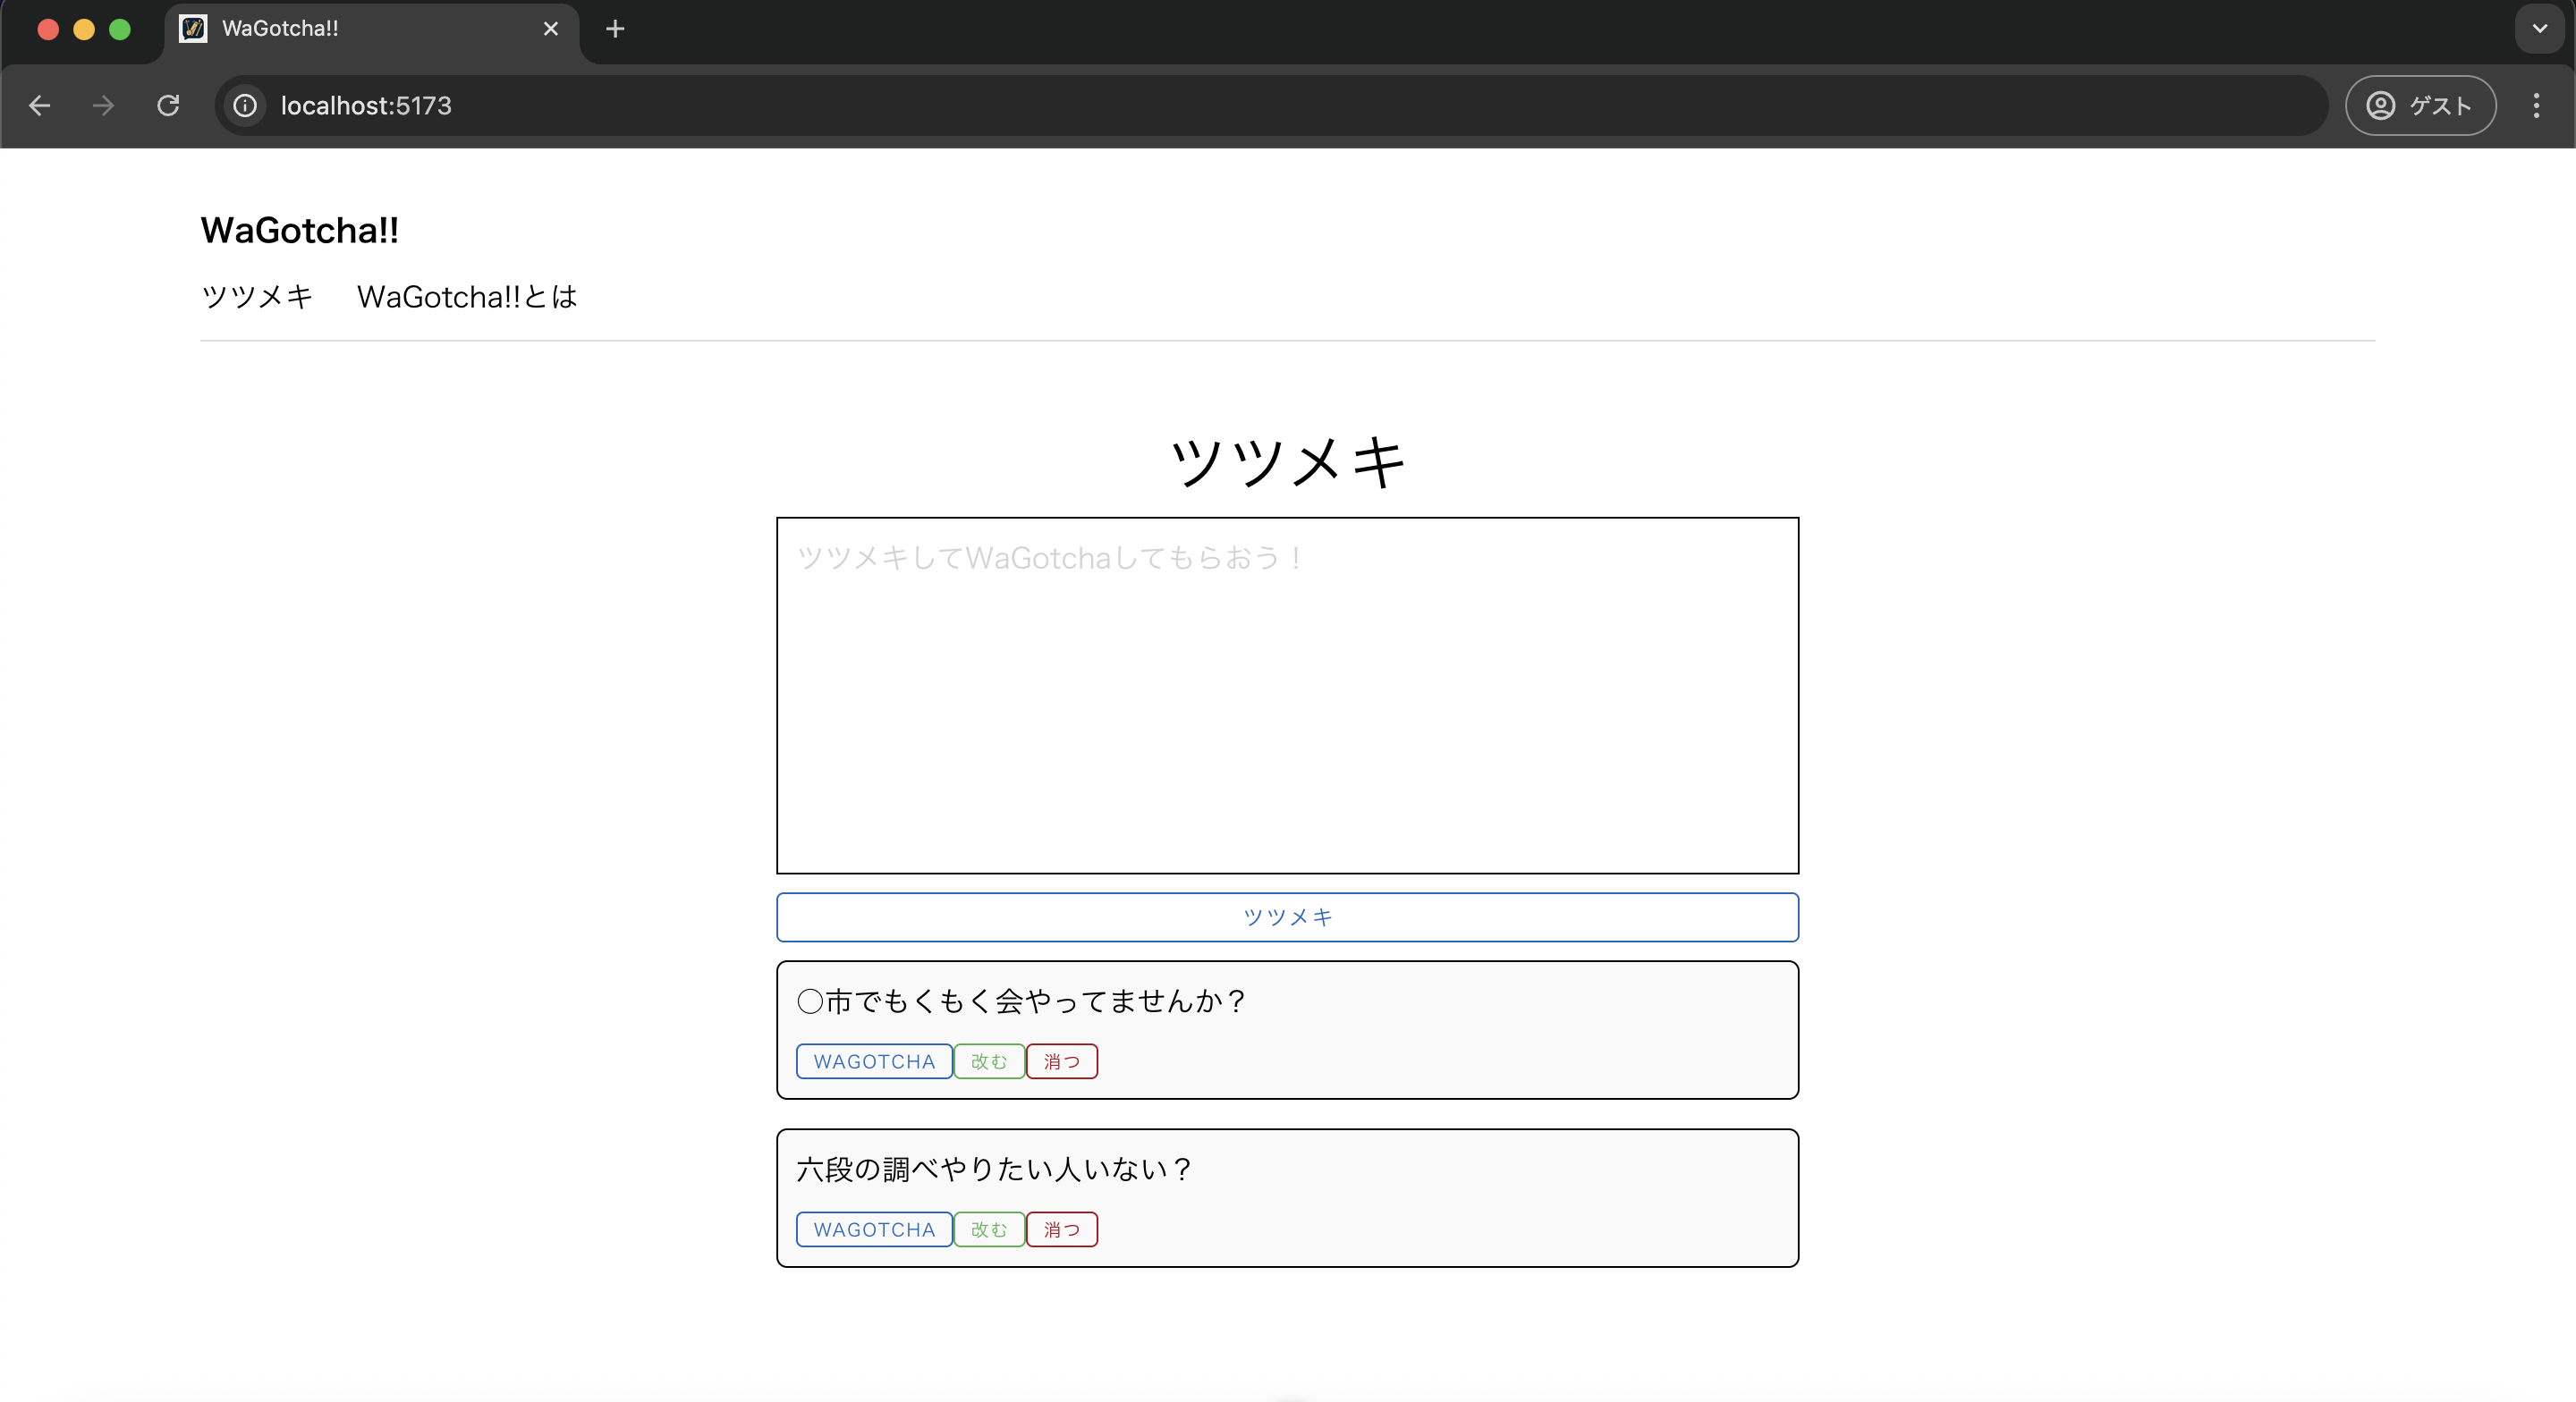 WaGotcha!!
localhost:5173
ゲスト
WaGotcha!!
ツツメキ WaGotcha!!とは
ツツメキ
ツツメキしてWaGotchaしてもらおう！
ツツメキ
〇市でもくもく会やってませんか？
WAGOTCHA 改む 消つ
六段の調べやりたい人いない？
WAGOTCHA 改む 消つ